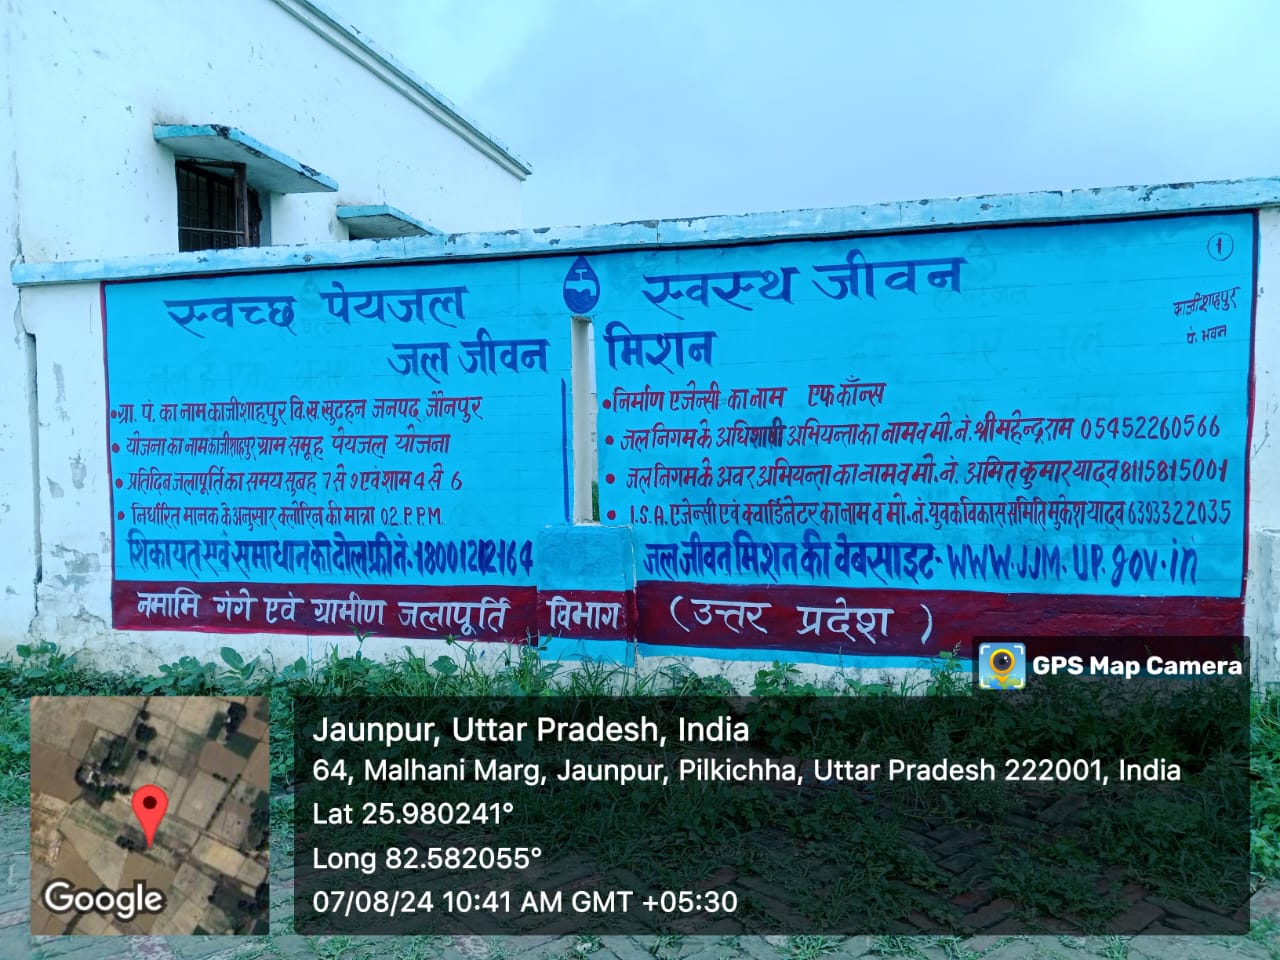 स्वच्छ पेयजल स्वस्थ जीवन
जल जीवन मिशन
१
काजीशाहपुर
पं. भवन
•ग्रा. पं. का नाम काजीशाहपुर वि.ख.खुटहन जनपद जौनपुर
• योजना का नाम काजीशाहपुर ग्राम समूह पेयजल योजना
• प्रतिदिन जलापूर्ति का समय सुबह 7 से 9 एवं शाम 4 से 6
• निर्धारित मानक के अनुसार क्लोरिन की मात्रा 02.P.P.M.
•निर्माण एजेन्सी का नाम एफकॉन्स
• जल निगम के अधिशाषी अभियन्ता का नाम व मो.नं. श्री महेन्द्र राम 05452260566
• जल निगम के अवर अभियन्ता का नाम व मो.नं. अमित कुमार यादव 8115815001
• I.S.A. एजेन्सी एवं क्वार्डिनेटर का नाम व मो.नं. युवक विकास समिति मुकेश यादव 6393322035
शिकायत एवं समाधान का टोल फ्री नं.-18001212164
जल जीवन मिशन की वेबसाइट- WWW.JJM.UP.gov.in
नमामि गंगे एवं ग्रामीण जलापूर्ति विभाग (उत्तर प्रदेश)
GPS Map Camera
Jaunpur, Uttar Pradesh, India
64, Malhani Marg, Jaunpur, Pilkichha, Uttar Pradesh 222001, India
Lat 25.980241°
Long 82.582055°
07/08/24 10:41 AM GMT +05:30
Google